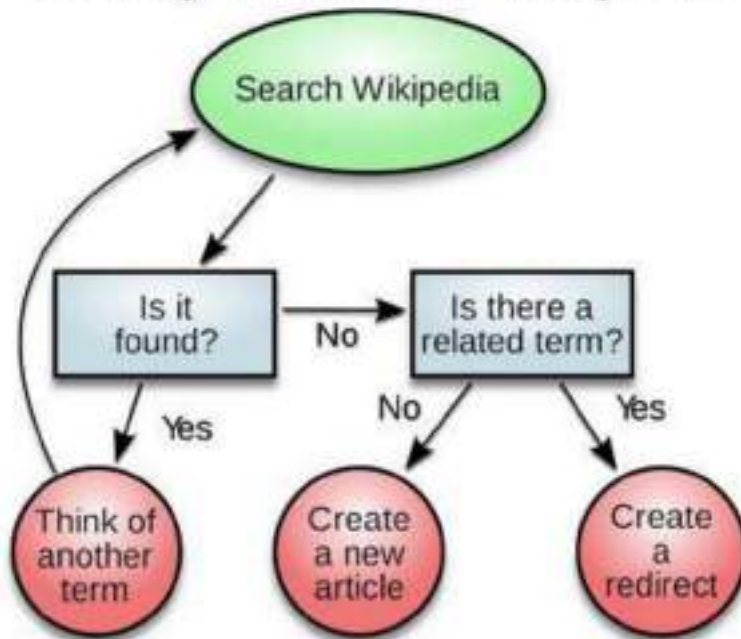 Search Wikipedia
Is it
found?
No
Is there a
related term?
Yes
No
Yes
Think of
another
term
Create
a new
article
Create
a
redirect